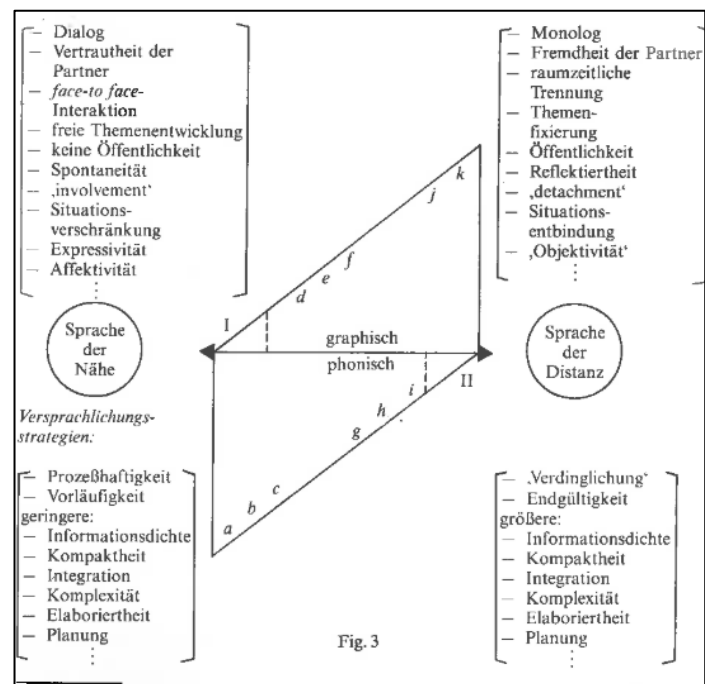 – Dialog
– Vertrautheit der
Partner
– face-to face-
Interaktion
– freie Themenentwicklung
– keine Öffentlichkeit
– Spontaneität
– ‚involvement‘
– Situations-
verschränkung
– Expressivität
– Affektivität
⋮
– Monolog
– Fremdheit der Partner
– raumzeitliche
Trennung
– Themen-
fixierung
– Öffentlichkeit
– Reflektiertheit
– ‚detachment‘
– Situations-
entbindung
– ‚Objektivität‘
⋮
k
j
f
e
d
I
Sprache
der
Nähe
graphisch
phonisch
Sprache
der
Distanz
II
i
h
g
c
b
a
Versprachlichungs-
strategien:
– Prozeßhaftigkeit
– Vorläufigkeit
geringere:
– Informationsdichte
– Kompaktheit
– Integration
– Komplexität
– Elaboriertheit
– Planung
⋮
– ‚Verdinglichung‘
– Endgültigkeit
größere:
– Informationsdichte
– Kompaktheit
– Integration
– Komplexität
– Elaboriertheit
– Planung
⋮
Fig. 3